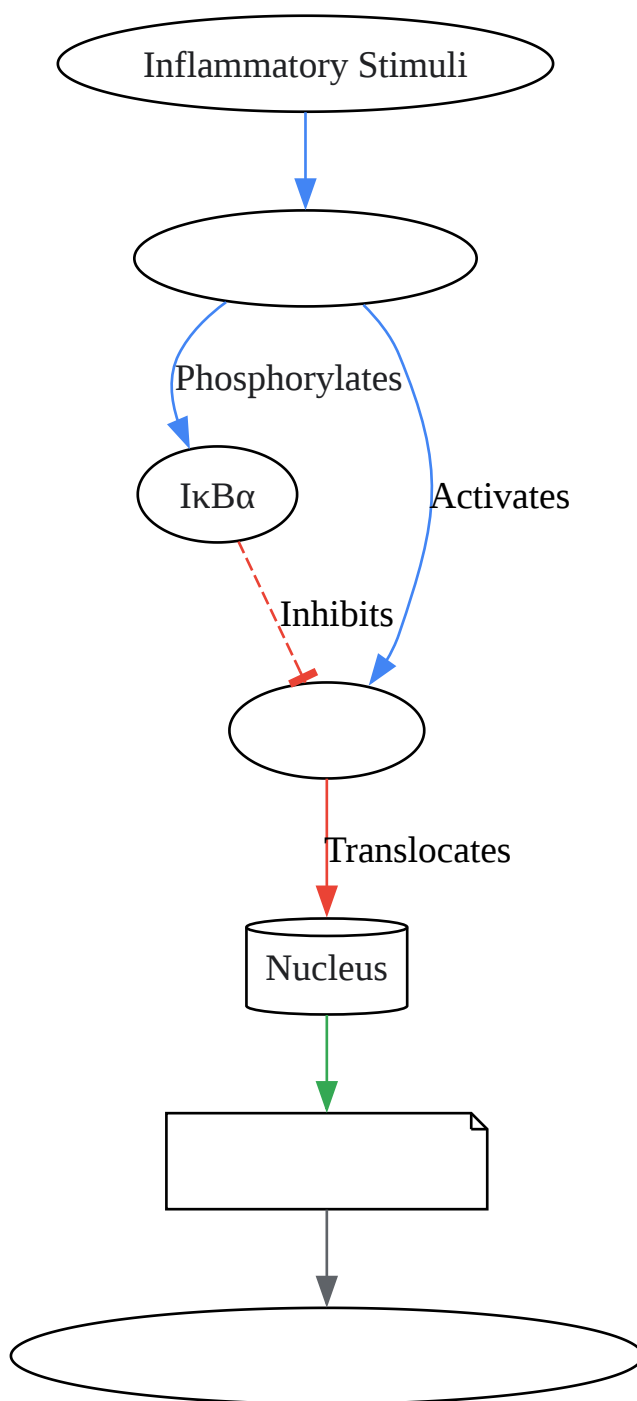 Inflammatory Stimuli
Phosphorylates
IκBα
Activates
Inhibits
Translocates
Nucleus